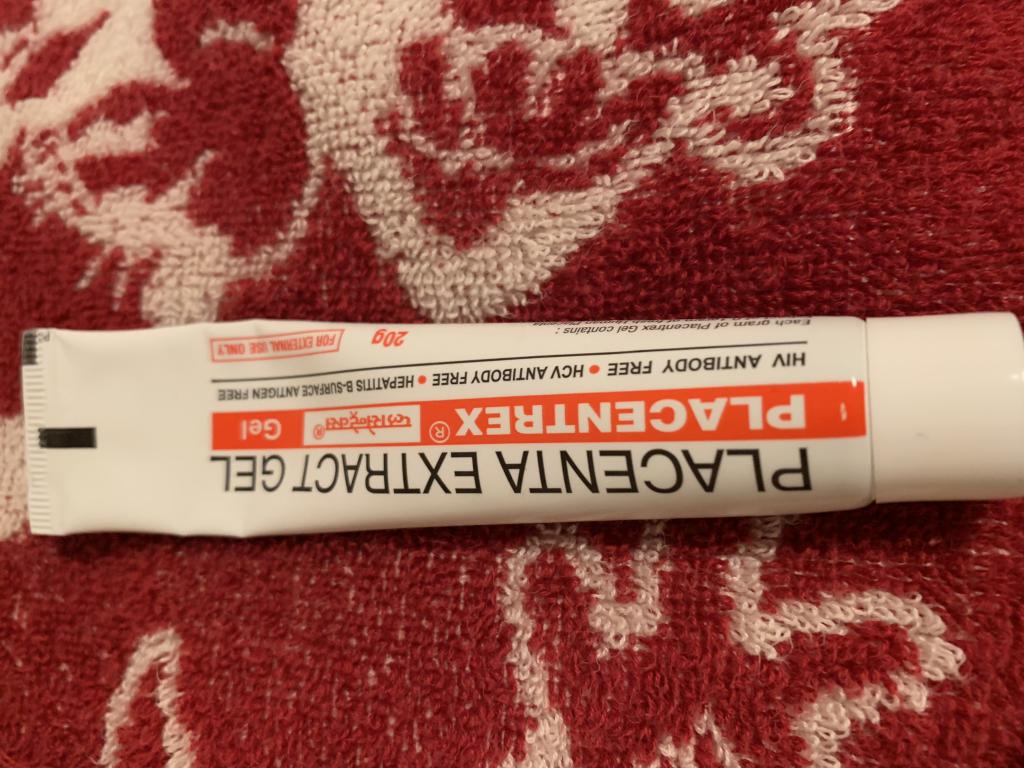 PLACENTA EXTRACT GEL
PLACENTREX® प्लासेन्ट्रेक्स® Gel
HIV ANTIBODY FREE • HCV ANTIBODY FREE • HEPATITIS B-SURFACE ANTIGEN FREE
20g FOR EXTERNAL USE ONLY
Each gram of Placentrex Gel contains :